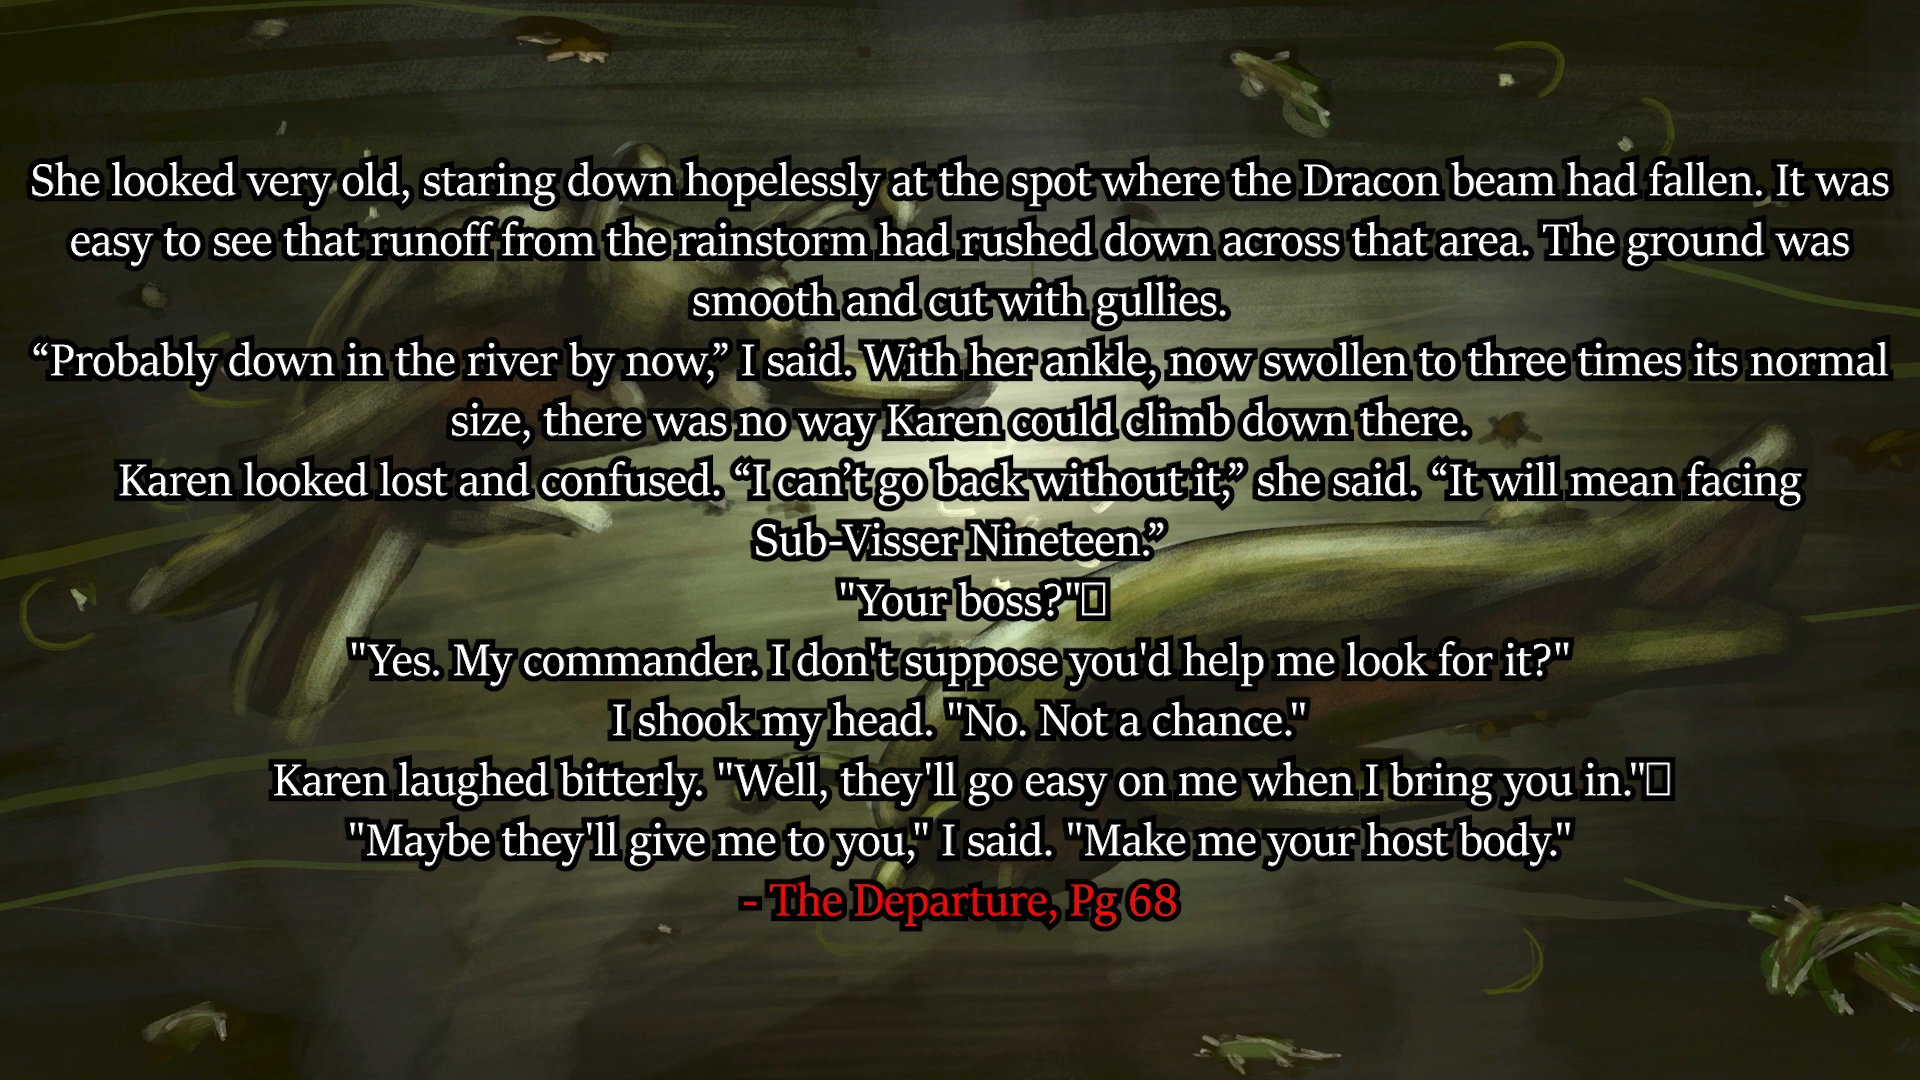 She looked very old, staring down hopelessly at the spot where the Dracon beam had fallen. It was
easy to see that runoff from the rainstorm had rushed down across that area. The ground was
smooth and cut with gullies.
“Probably down in the river by now,” I said. With her ankle, now swollen to three times its normal
size, there was no way Karen could climb down there.
Karen looked lost and confused. “I can’t go back without it,” she said. “It will mean facing
Sub-Visser Nineteen.”
"Your boss?"
"Yes. My commander. I don't suppose you'd help me look for it?"
I shook my head. "No. Not a chance."
Karen laughed bitterly. "Well, they'll go easy on me when I bring you in."
"Maybe they'll give me to you," I said. "Make me your host body."
- The Departure, Pg 68